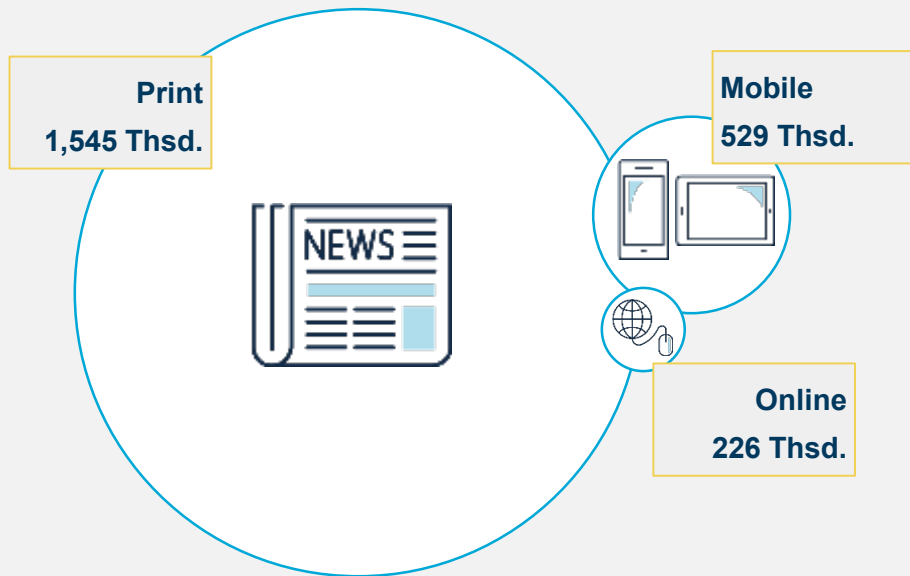 Print
1,545 Thsd.
Mobile
529 Thsd.
NEWS
Online
226 Thsd.